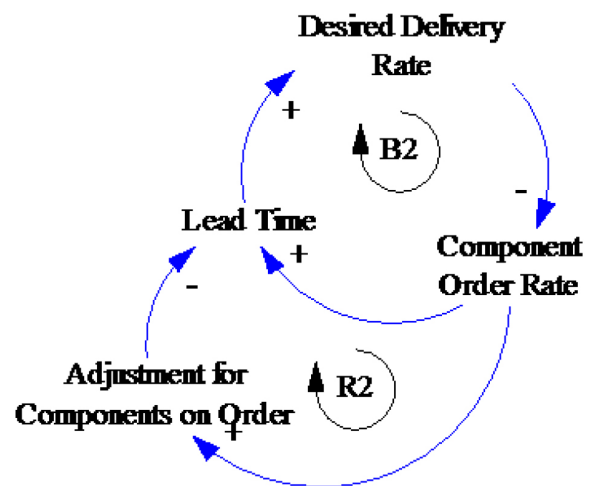 Desired Delivery
Rate
+
B2
-
Lead Time
+
Component
Order Rate
-
Adjustment for
Components on Order
+
R2